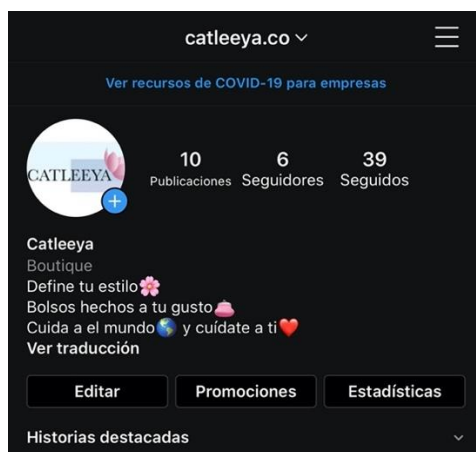 catleeya.co
Ver recursos de COVID-19 para empresas
CATLEEYA
10 6 39
Publicaciones Seguidores Seguidos
Catleeya
Boutique
Define tu estilo🌸
Bolsos hechos a tu gusto👛
Cuida a el mundo🌎 y cuídate a ti❤️
Ver traducción
Editar Promociones Estadísticas
Historias destacadas